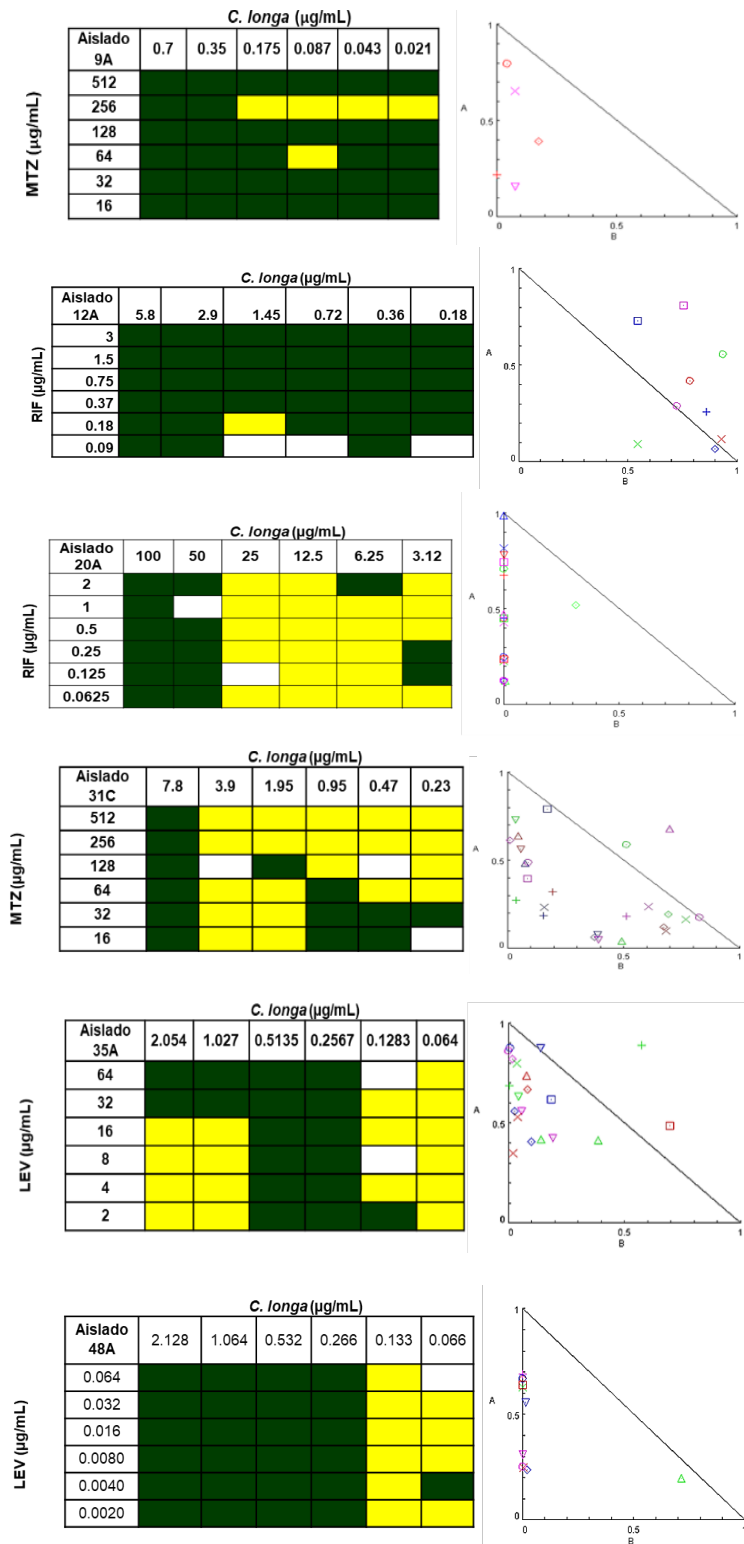 C. longa (µg/mL)
Aislado 9A 0.7 0.35 0.175 0.087 0.043 0.021
MTZ (µg/mL)
512
256
128
64
32
16
A
1
0.5
0
0 0.5 1
B
C. longa (µg/mL)
Aislado 12A 5.8 2.9 1.45 0.72 0.36 0.18
RIF (µg/mL)
3
1.5
0.75
0.37
0.18
0.09
A
1
0.5
0
0.5 1
B
C. longa (µg/mL)
Aislado 20A 100 50 25 12.5 6.25 3.12
RIF (µg/mL)
2
1
0.5
0.25
0.125
0.0625
A
1
0.5
0
0 0.5 1
B
C. longa (µg/mL)
Aislado 31C 7.8 3.9 1.95 0.95 0.47 0.23
MTZ (µg/mL)
512
256
128
64
32
16
A
1
0.5
0
0 0.5 1
B
C. longa (µg/mL)
Aislado 35A 2.054 1.027 0.5135 0.2567 0.1283 0.064
LEV (µg/mL)
64
32
16
8
4
2
A
1
0.5
0
0 0.5 1
B
C. longa (µg/mL)
Aislado 48A 2.128 1.064 0.532 0.266 0.133 0.066
LEV (µg/mL)
0.064
0.032
0.016
0.0080
0.0040
0.0020
A
1
0.5
0
0 0.5 1
B